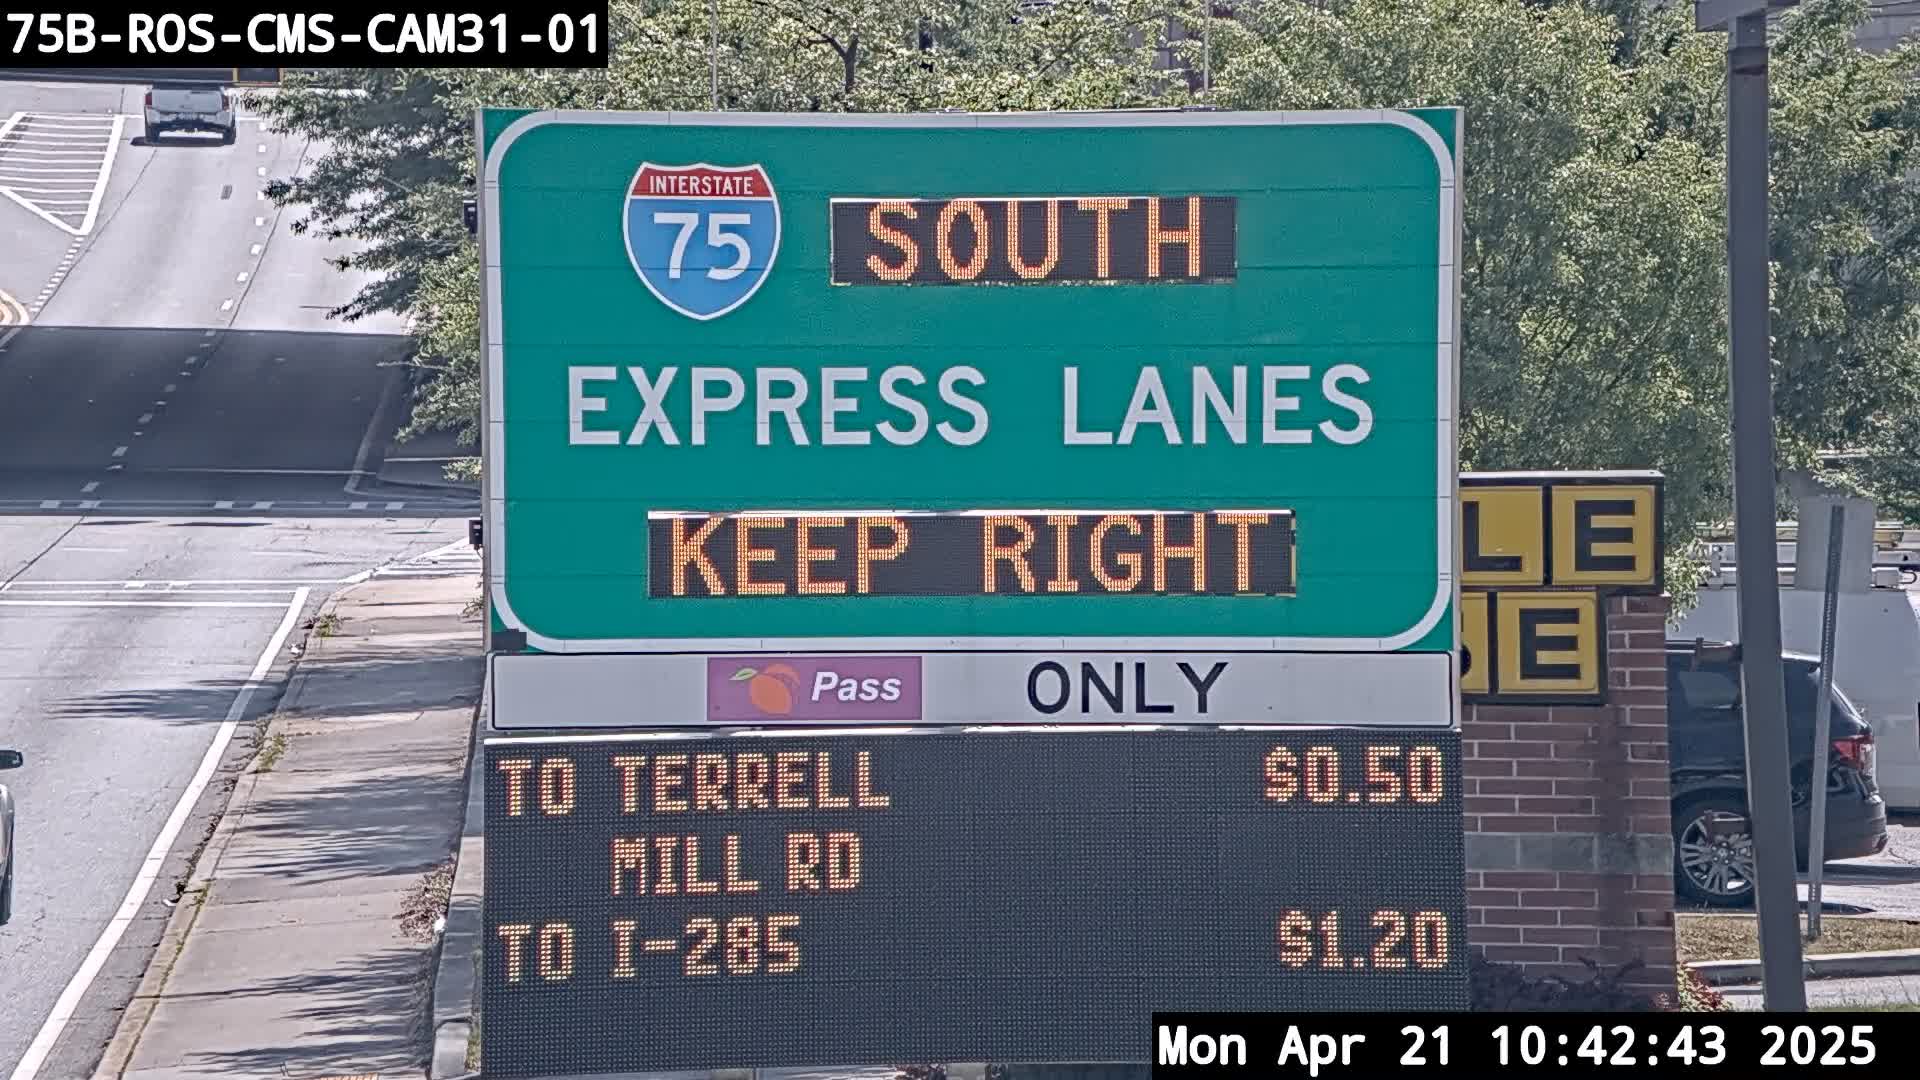 75B-ROS-CMS-CAM31-01
INTERSTATE
75
SOUTH
EXPRESS LANES
KEEP RIGHT
Pass ONLY
TO TERRELL $0.50
MILL RD
TO I-285 $1.20
LE
E
Mon Apr 21 10:42:43 2025